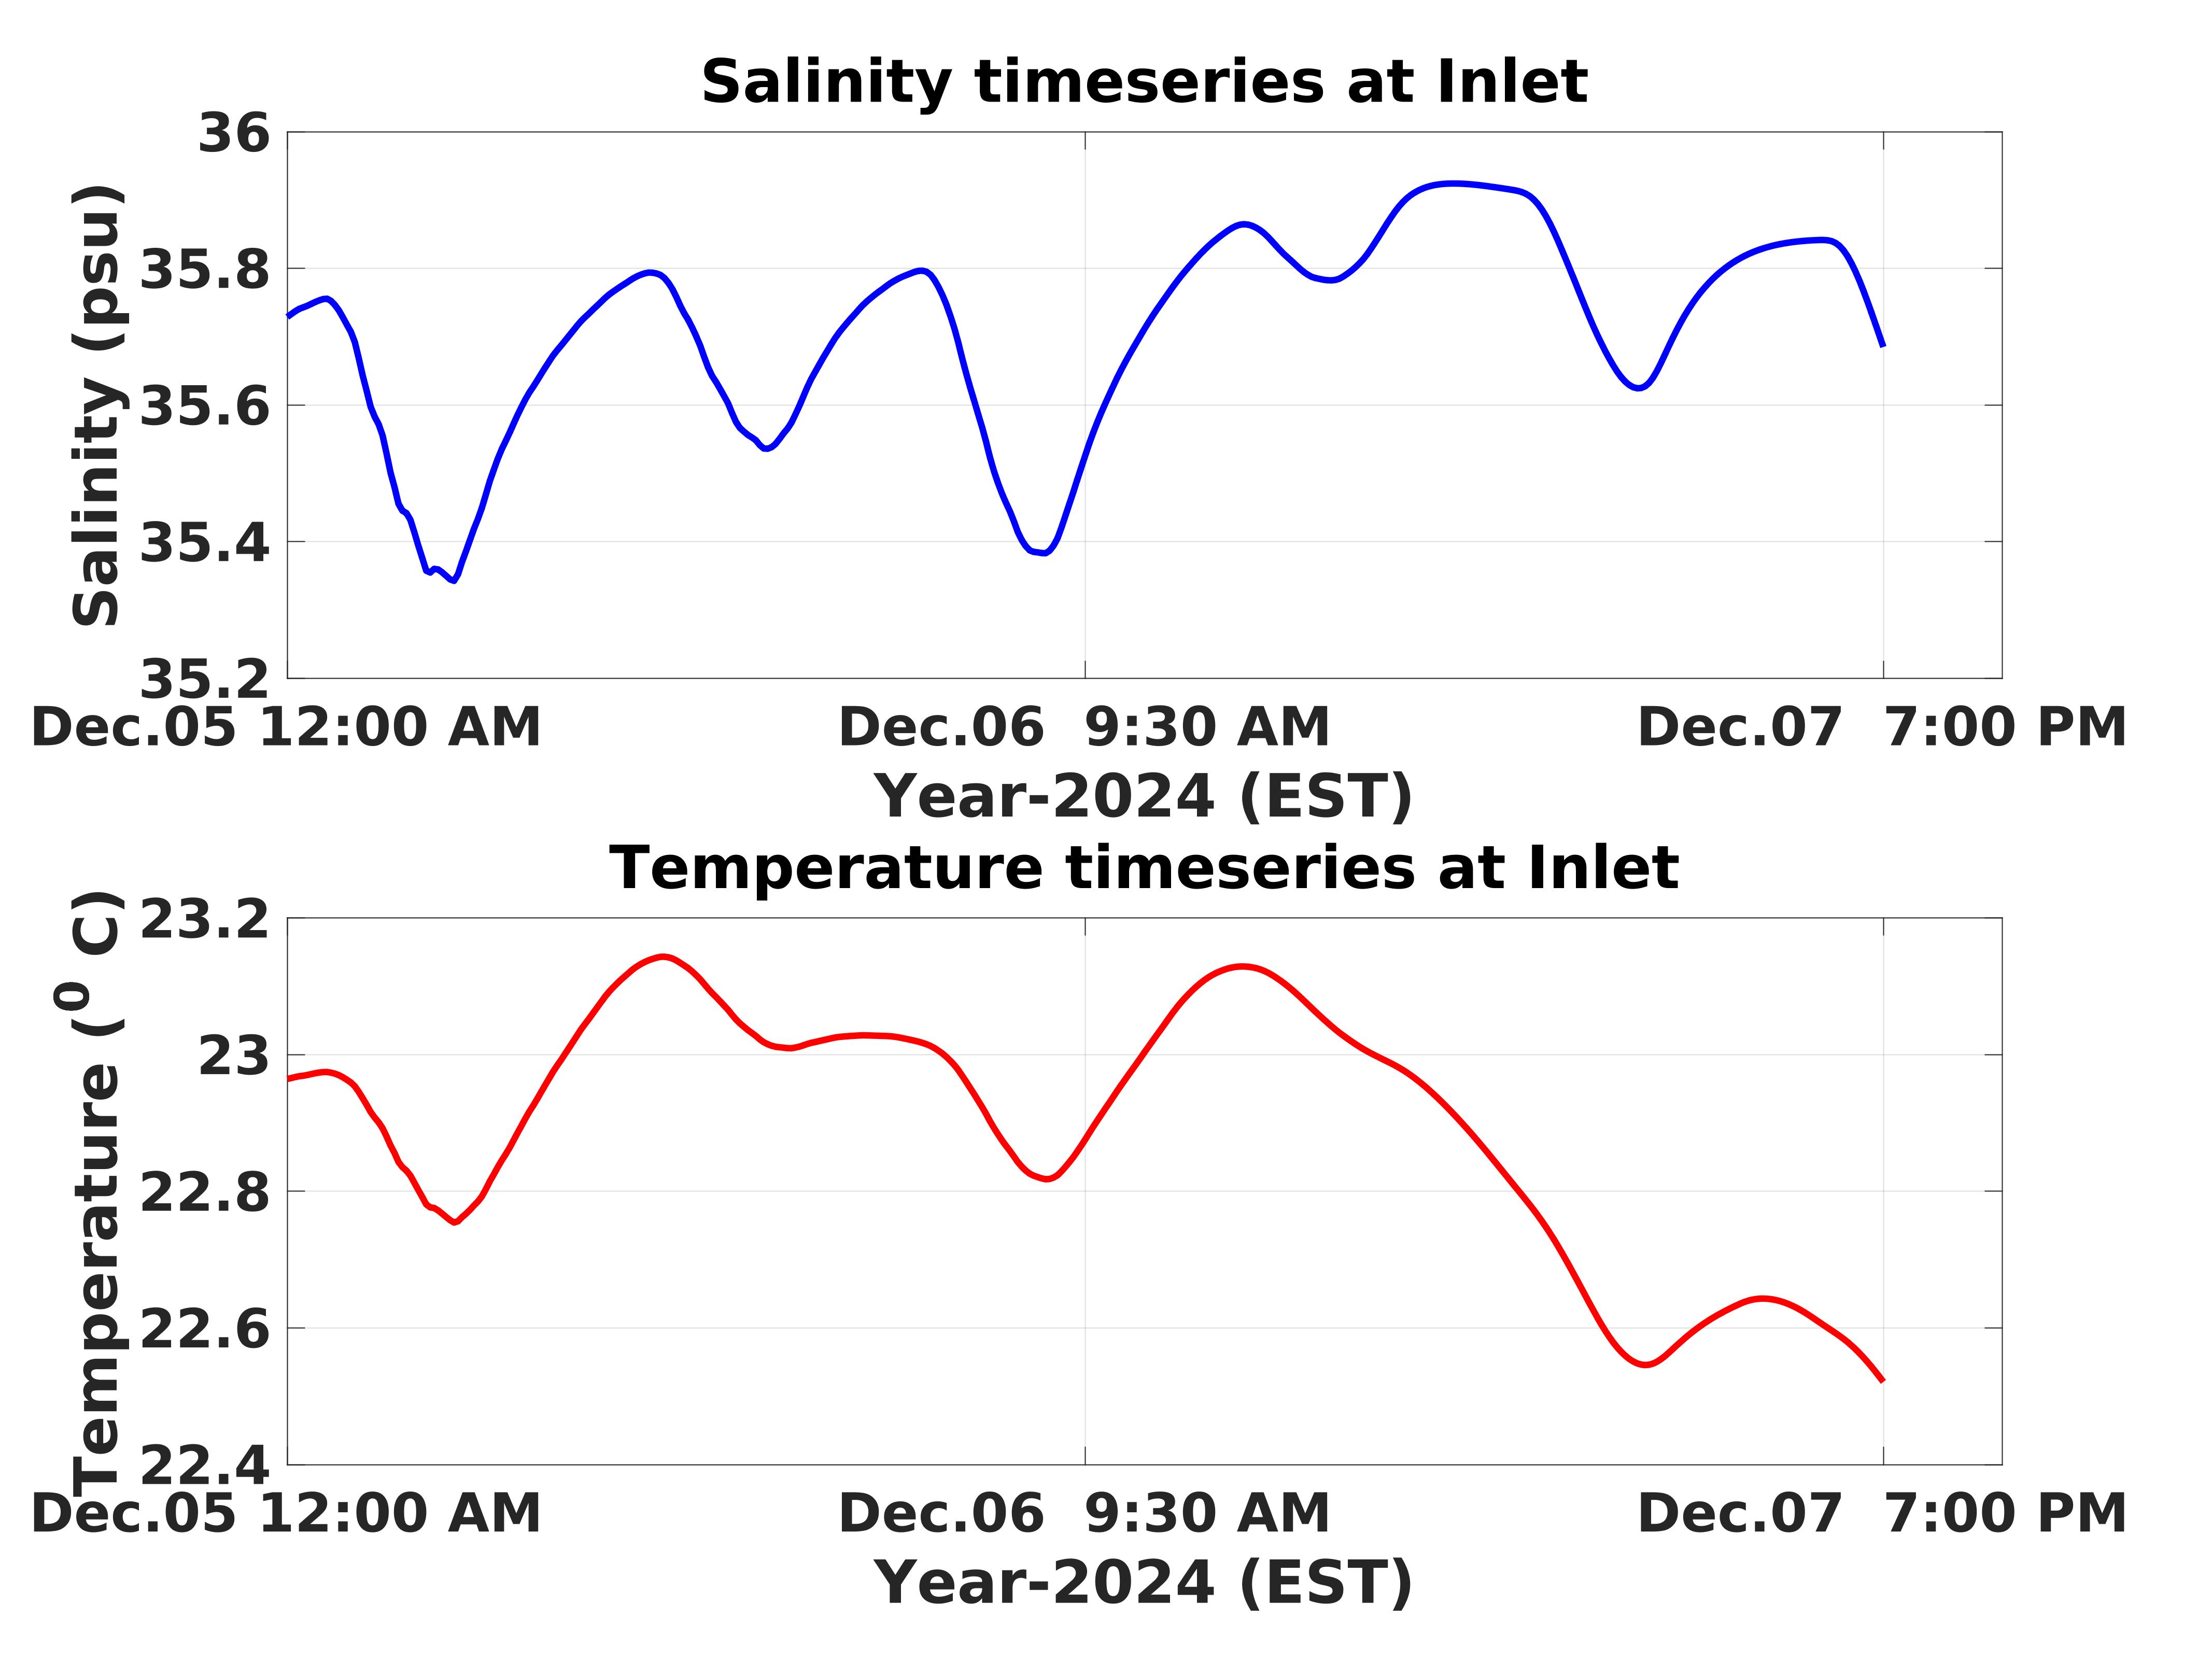 Salinity timeseries at Inlet
Salinity (psu)
36
35.8
35.6
35.4
35.2
Dec.05 12:00 AM
Dec.06  9:30 AM
Dec.07  7:00 PM
Year-2024 (EST)
Temperature timeseries at Inlet
Temperature (⁰ C)
23.2
23
22.8
22.6
22.4
Dec.05 12:00 AM
Dec.06  9:30 AM
Dec.07  7:00 PM
Year-2024 (EST)